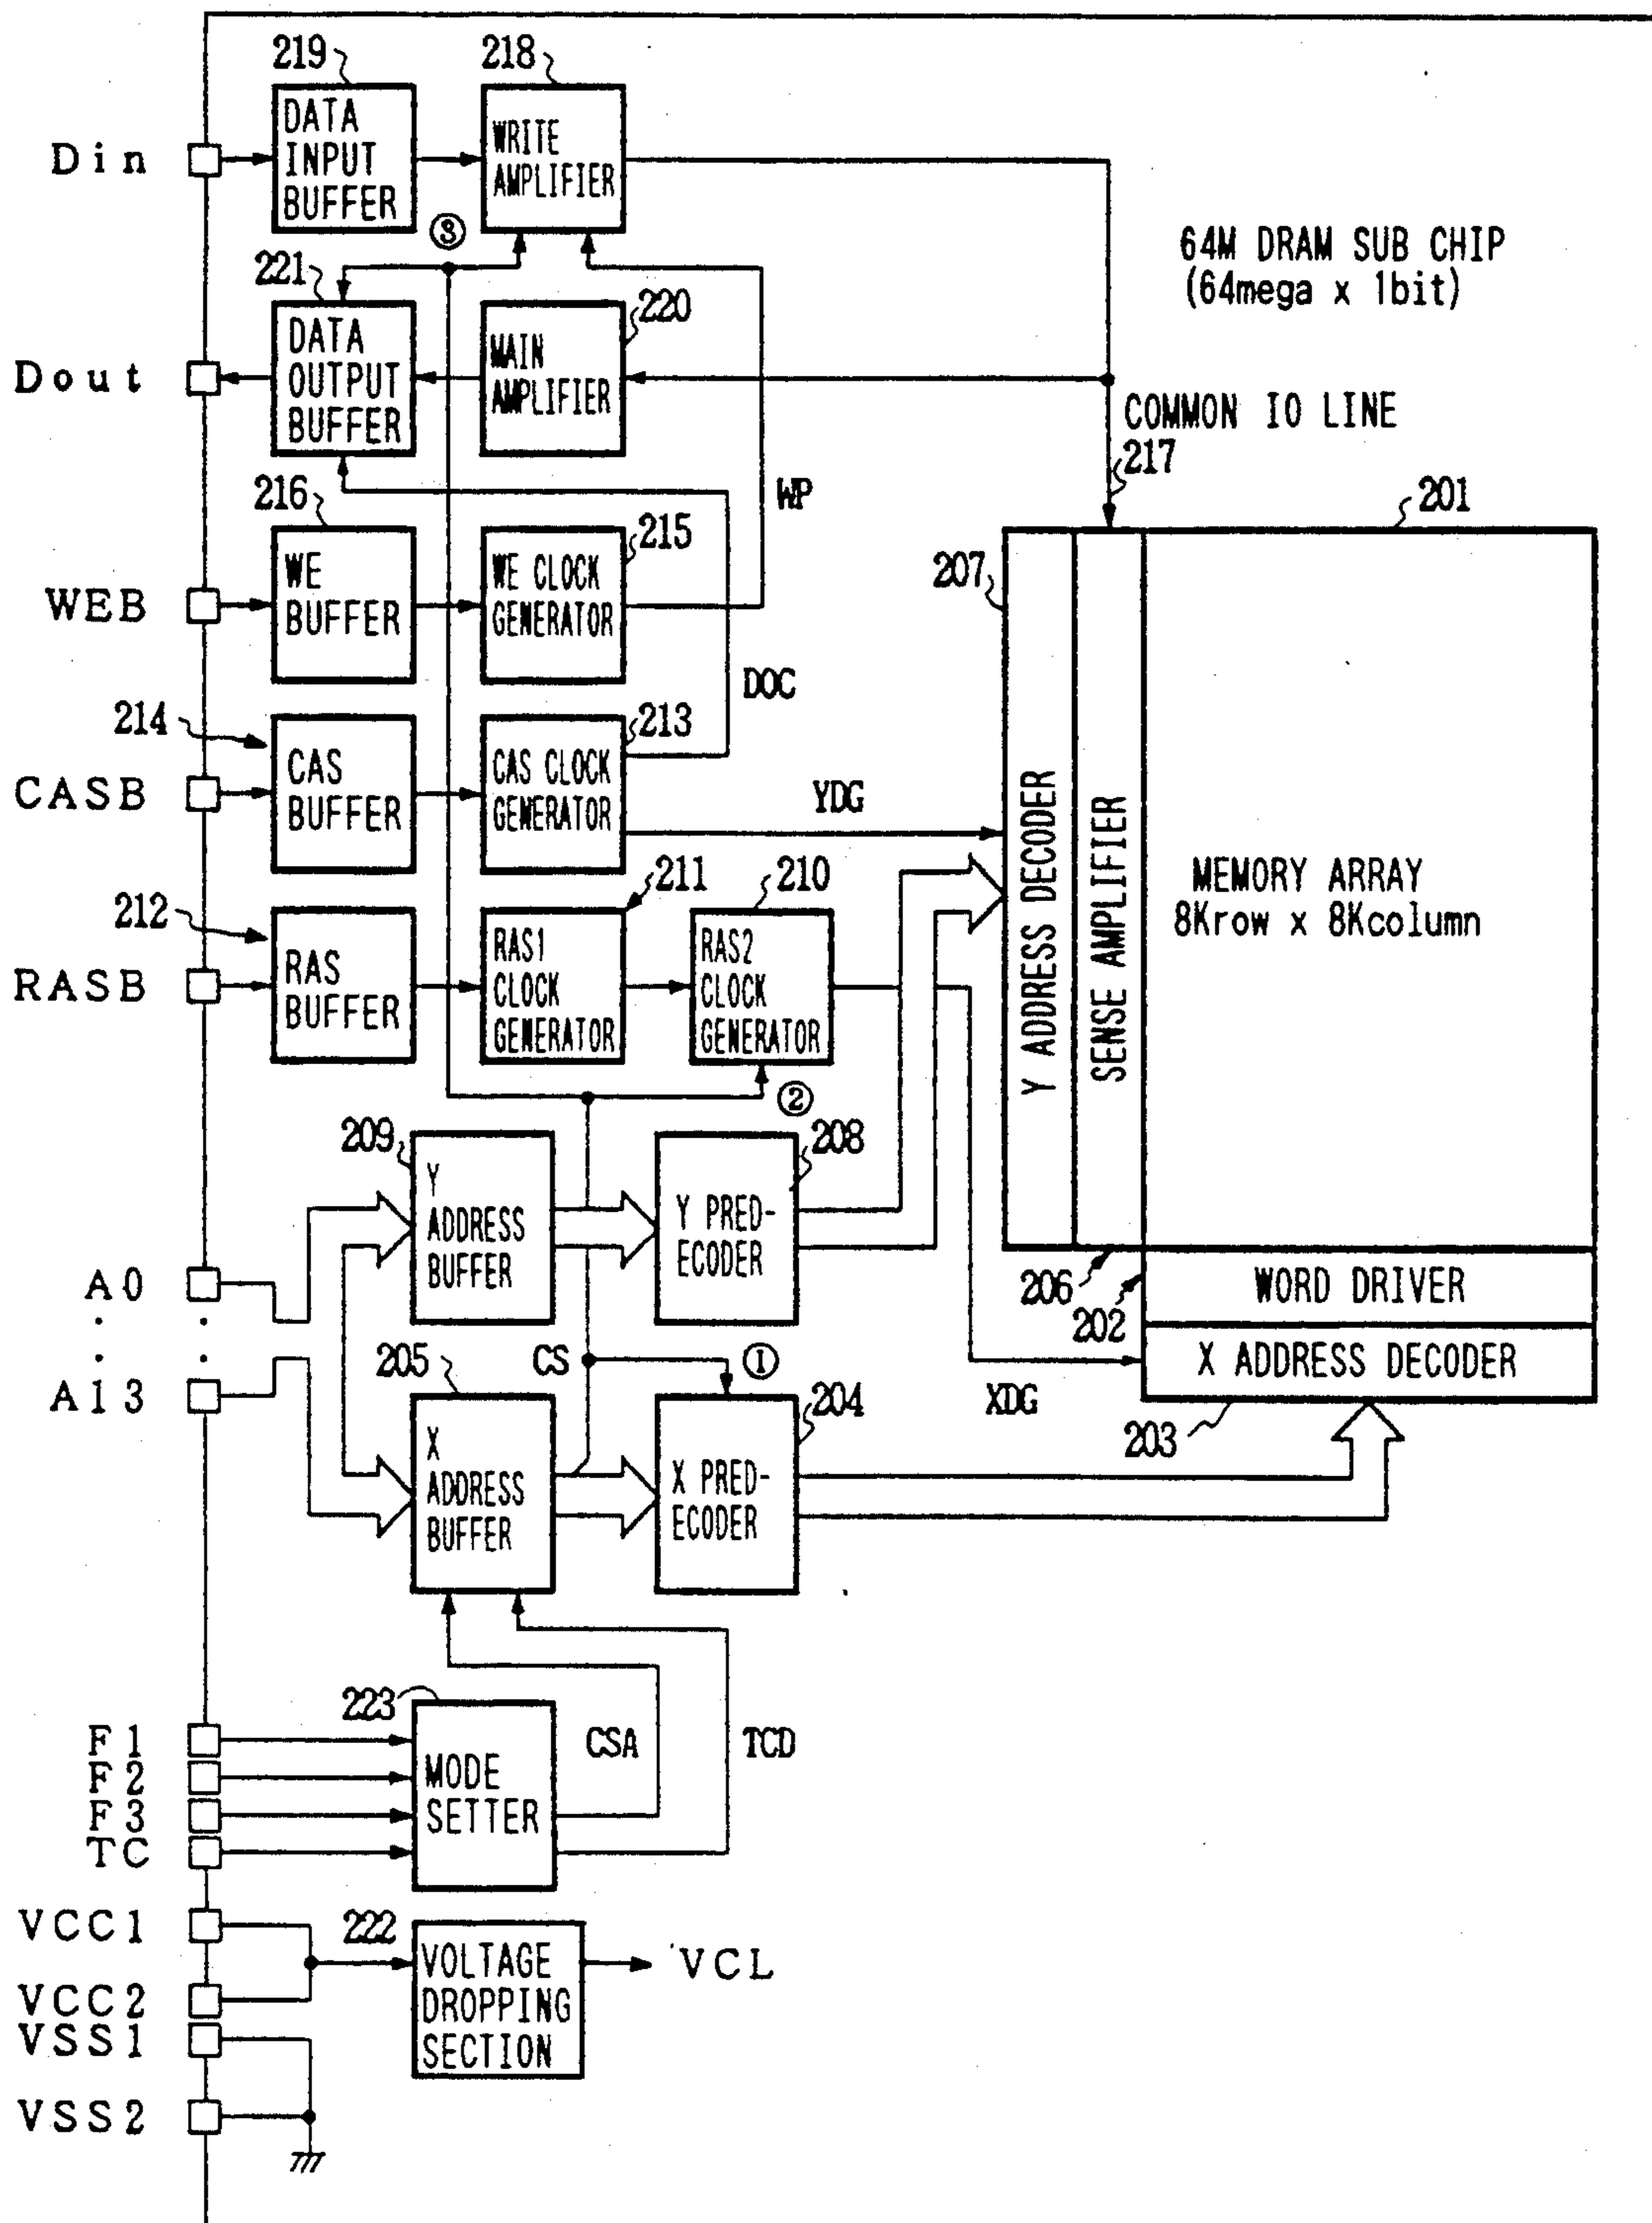 219
218
Din
DATA
INPUT
BUFFER
WRITE
AMPLIFIER
③
64M DRAM SUB CHIP
(64mega x 1bit)
221
220
Dout
DATA
OUTPUT
BUFFER
MAIN
AMPLIFIER
COMMON IO LINE
217
216
WP
201
215
207
WEB
WE
BUFFER
WE CLOCK
GENERATOR
DOC
214
213
CASB
CAS
BUFFER
CAS CLOCK
GENERATOR
YDG
Y ADDRESS DECODER
SENSE AMPLIFIER
MEMORY ARRAY
8Krow x 8Kcolumn
212
211
210
RASB
RAS
BUFFER
RAS1
CLOCK
GENERATOR
RAS2
CLOCK
GENERATOR
②
209
208
Y
ADDRESS
BUFFER
Y PRED-
ECODER
A0
.
.
A13
206
202
WORD DRIVER
X ADDRESS DECODER
205
CS
①
204
XDG
203
X
ADDRESS
BUFFER
X PRED-
ECODER
223
CSA
TCD
F1
F2
F3
TC
MODE
SETTER
VCC1
VCC2
VSS1
VSS2
222
VOLTAGE
DROPPING
SECTION
VCL